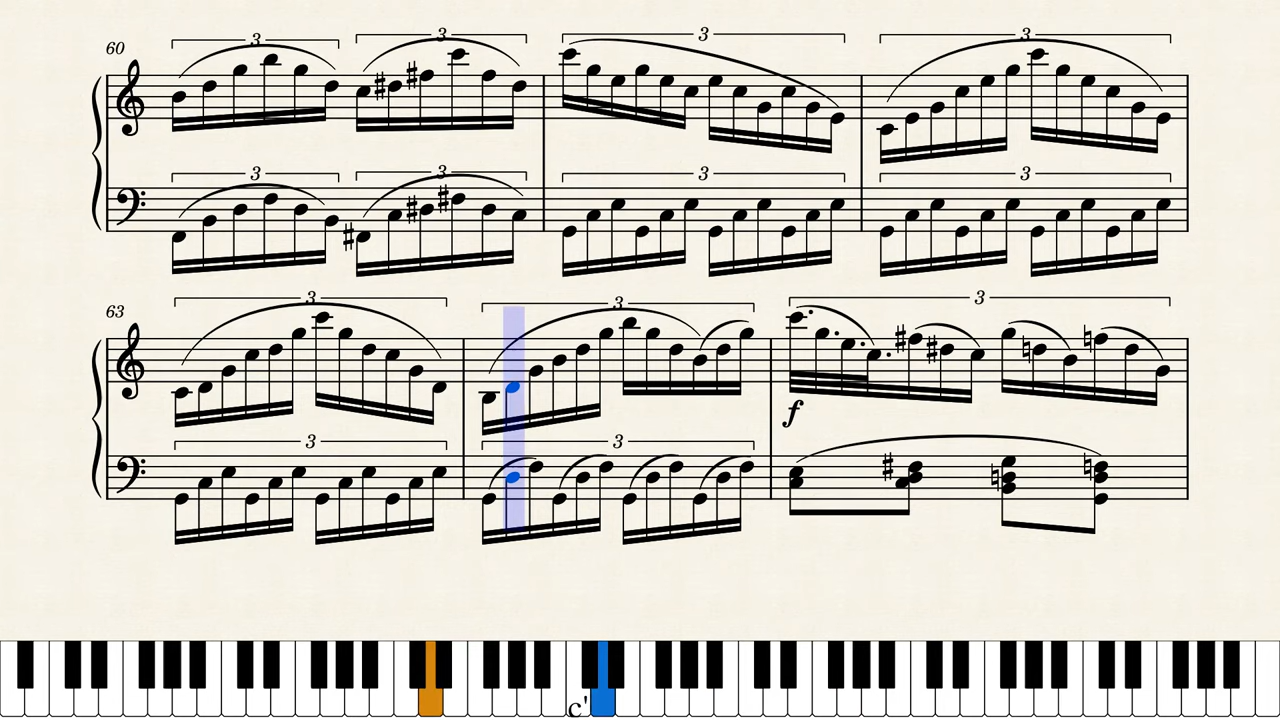 60 3 3 3 3
3 3 3 3
63 3 3 3
3 3
f
c'